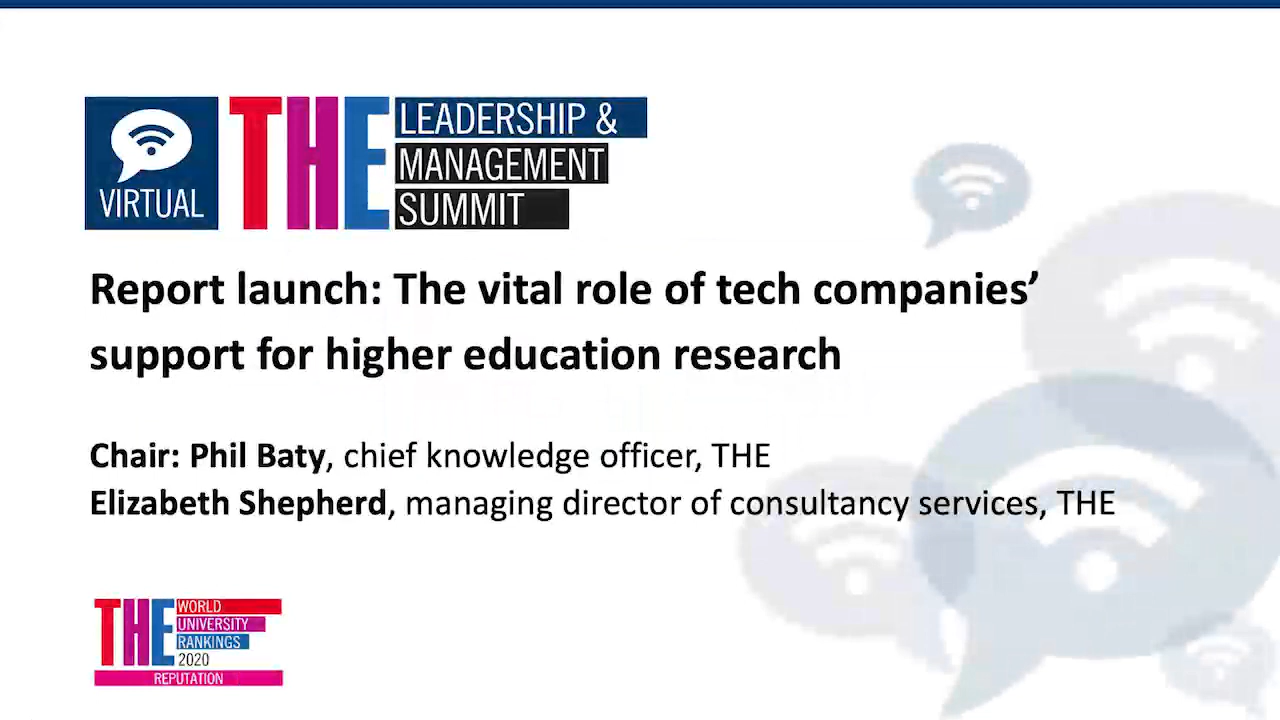 VIRTUAL
THE
LEADERSHIP &
MANAGEMENT
SUMMIT
Report launch: The vital role of tech companies’
support for higher education research
Chair: Phil Baty, chief knowledge officer, THE
Elizabeth Shepherd, managing director of consultancy services, THE
THE
WORLD
UNIVERSITY
RANKINGS
2020
REPUTATION